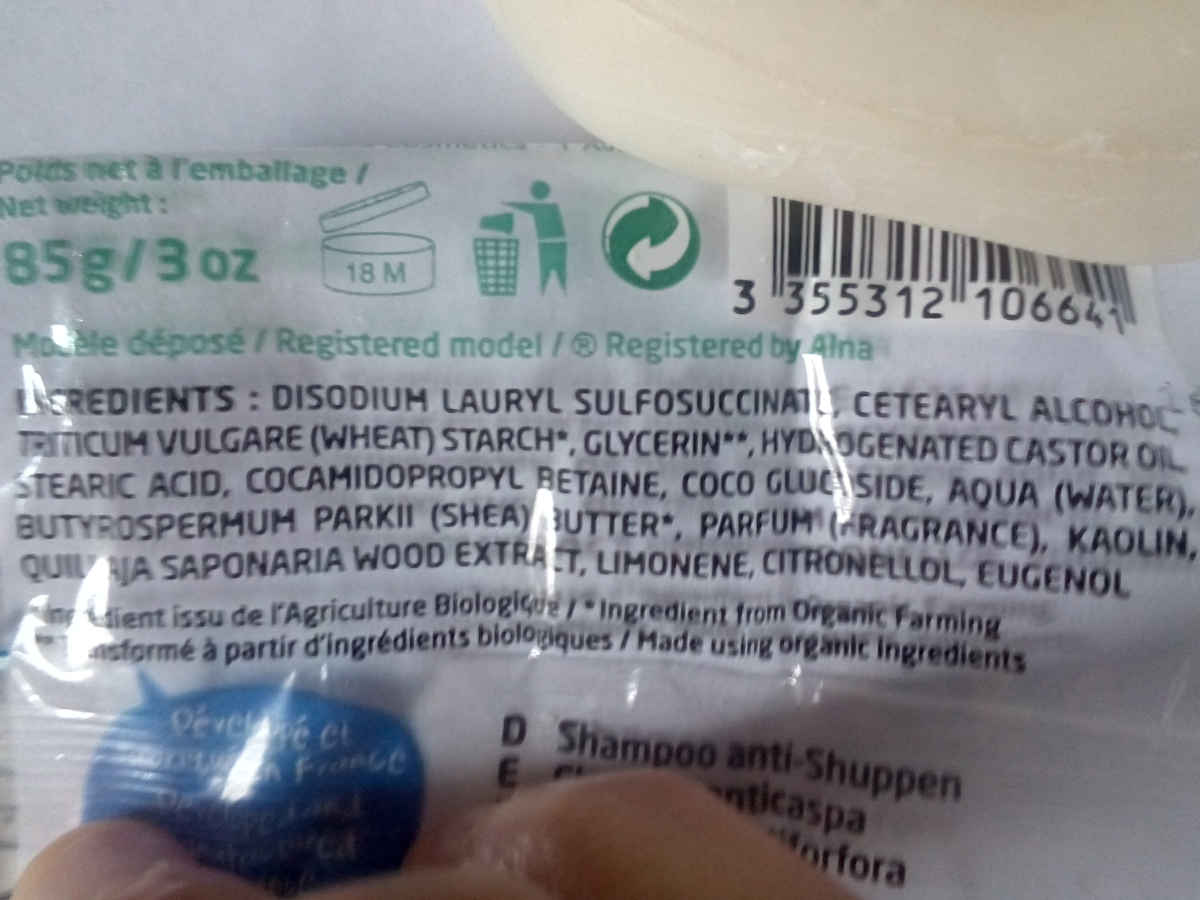 Poids net à l'emballage /
Net weight :
85g/3 oz
18 M
3 355312 106641
Modèle déposé / Registered model / ® Registered by Alna
INGREDIENTS : DISODIUM LAURYL SULFOSUCCINATE, CETEARYL ALCOHOL
TRITICUM VULGARE (WHEAT) STARCH*, GLYCERIN**, HYDROGENATED CASTOR OIL
STEARIC ACID, COCAMIDOPROPYL BETAINE, COCO GLUCOSIDE, AQUA (WATER),
BUTYROSPERMUM PARKII (SHEA) BUTTER*, PARFUM (FRAGRANCE), KAOLIN,
QUILLAJA SAPONARIA WOOD EXTRACT, LIMONENE, CITRONELLOL, EUGENOL
*Ingrédient issu de l'Agriculture Biologique / *Ingredient from Organic Farming
**Transformé à partir d'ingrédients biologiques / Made using organic ingredients
Développé et
en France
D Shampoo anti-Shuppen
E anticaspa
forfora